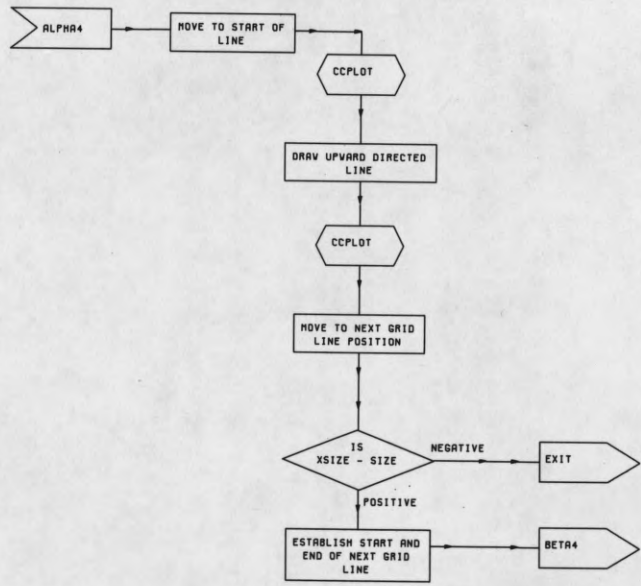 ALPHA4
MOVE TO START OF
LINE
CCPLOT
DRAW UPWARD DIRECTED
LINE
CCPLOT
MOVE TO NEXT GRID
LINE POSITION
IS
XSIZE - SIZE
NEGATIVE
EXIT
POSITIVE
ESTABLISH START AND
END OF NEXT GRID
LINE
BETA4